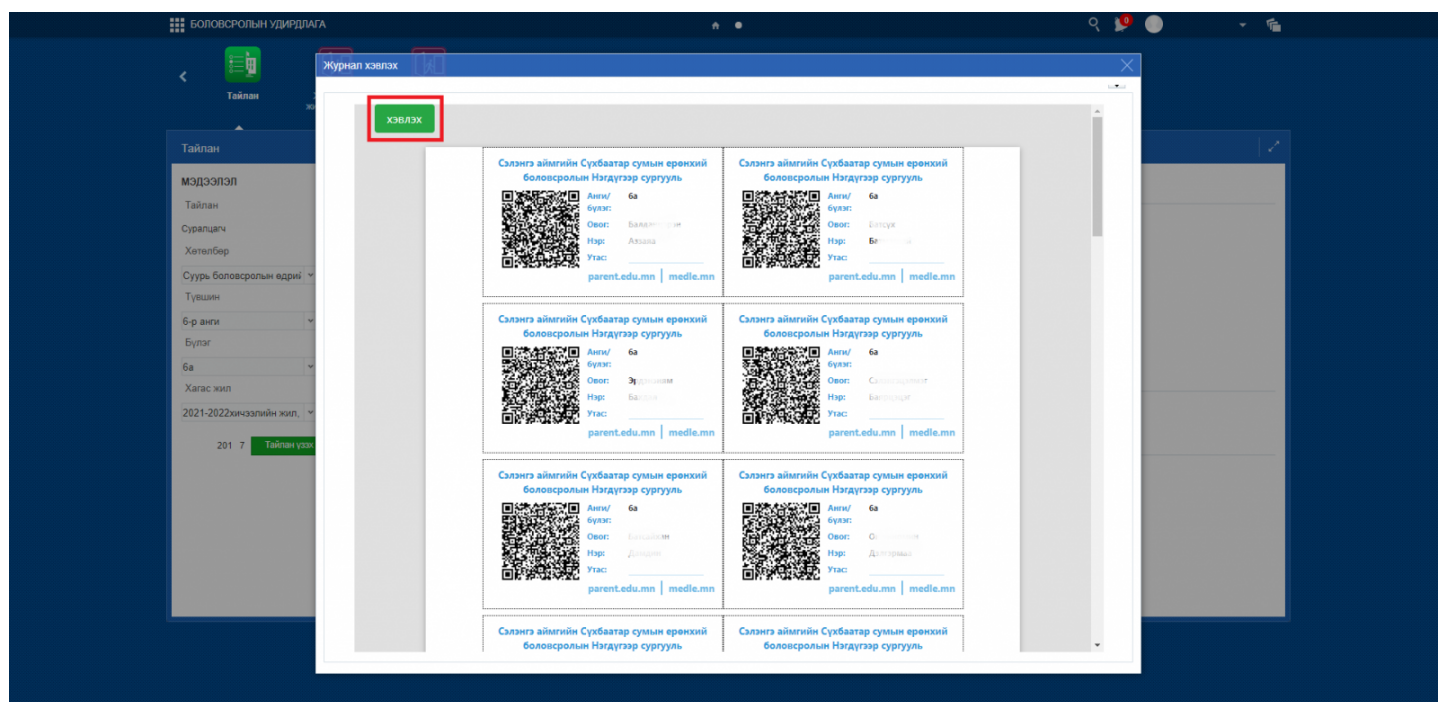 БОЛОВСРОЛЫН УДИРДЛАГА
0
Тайлан
Журнал хэвлэх
хэвлэх
Тайлан
МЭДЭЭЛЭЛ
Тайлан
Суралцагч
Хөтөлбөр
Суурь боловсролын өдрий
Түвшин
6-р анги
Бүлэг
6а
Хагас жил
2021-2022хичээлийн жил,
201 7 Тайлан үзэх
Сэлэнгэ аймгийн Сүхбаатар сумын ерөнхий
боловсролын Нэгдүгээр сургууль
Анги/ 6а
бүлэг:
Овог:
Нэр:
Утас:
parent.edu.mn | medle.mn
Сэлэнгэ аймгийн Сүхбаатар сумын ерөнхий
боловсролын Нэгдүгээр сургууль
Анги/ 6а
бүлэг:
Овог:
Нэр:
Утас:
parent.edu.mn | medle.mn
Сэлэнгэ аймгийн Сүхбаатар сумын ерөнхий
боловсролын Нэгдүгээр сургууль
Анги/ 6а
бүлэг:
Овог:
Нэр:
Утас:
parent.edu.mn | medle.mn
Сэлэнгэ аймгийн Сүхбаатар сумын ерөнхий
боловсролын Нэгдүгээр сургууль
Анги/ 6а
бүлэг:
Овог:
Нэр:
Утас:
parent.edu.mn | medle.mn
Сэлэнгэ аймгийн Сүхбаатар сумын ерөнхий
боловсролын Нэгдүгээр сургууль
Анги/ 6а
бүлэг:
Овог:
Нэр:
Утас:
parent.edu.mn | medle.mn
Сэлэнгэ аймгийн Сүхбаатар сумын ерөнхий
боловсролын Нэгдүгээр сургууль
Анги/ 6а
бүлэг:
Овог:
Нэр:
Утас:
parent.edu.mn | medle.mn
Сэлэнгэ аймгийн Сүхбаатар сумын ерөнхий
боловсролын Нэгдүгээр сургууль
Сэлэнгэ аймгийн Сүхбаатар сумын ерөнхий
боловсролын Нэгдүгээр сургууль